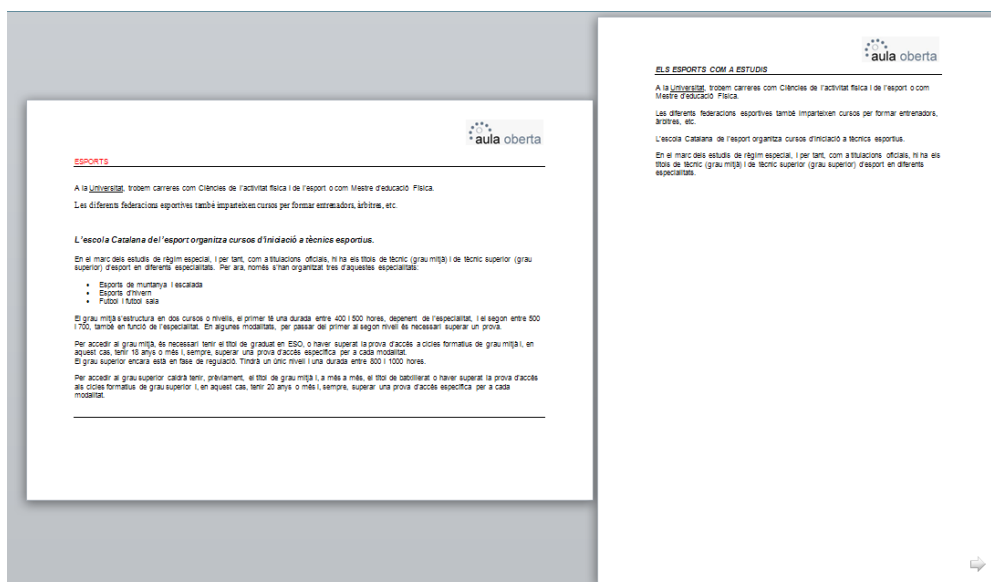 aula oberta
ESPORTS
A la Universitat, trobem carreres com Ciències de l'activitat física i de l'esport o com Mestre d'educació Física.
Les diferents federacions esportives també imparteixen cursos per formar entrenadors, àrbitres, etc.
L'escola Catalana del'esport organitza cursos d'iniciació a tècnics esportius.
En el marc dels estudis de règim especial, i per tant, com a titulacions oficials, hi ha els títols de tècnic (grau mitjà) i de tècnic superior (grau
superior) d'esport en diferents especialitats. Per ara, només s'han organitzat tres d'aquestes especialitats:
• Esports de muntanya i escalada
• Esports d'hivern
• Futbol i futbol sala
El grau mitjà s'estructura en dos cursos o nivells, el primer té una durada entre 400 i 500 hores, depenent de l'especialitat, i el segon entre 500
i 700, també en funció de l'especialitat. En algunes modalitats, per passar del primer al segon nivell és necessari superar un prova.
Per accedir al grau mitjà, és necessari tenir el títol de graduat en ESO, o haver superat la prova d'accés a cicles formatius de grau mitjà i, en
aquest cas, tenir 18 anys o més i, sempre, superar una prova d'accés específica per a cada modalitat.
El grau superior encara està en fase de regulació. Tindrà un únic nivell i una durada entre 800 i 1000 hores.
Per accedir al grau superior caldrà tenir, prèviament, el títol de grau mitjà i, a més a més, el títol de batxillerat o haver superat la prova d'accés
als cicles formatius de grau superior i, en aquest cas, tenir 20 anys o més i, sempre, superar una prova d'accés específica per a cada
modalitat.
aula oberta
ELS ESPORTS COM A ESTUDIS
A la Universitat, trobem carreres com Ciències de l'activitat física i de l'esport o com
Mestre d'educació Física.
Les diferents federacions esportives també imparteixen cursos per formar entrenadors,
àrbitres, etc.
L'escola Catalana de l'esport organitza cursos d'iniciació a tècnics esportius.
En el marc dels estudis de règim especial, i per tant, com a titulacions oficials, hi ha els
títols de tècnic (grau mitjà) i de tècnic superior (grau superior) d'esport en diferents
especialitats.